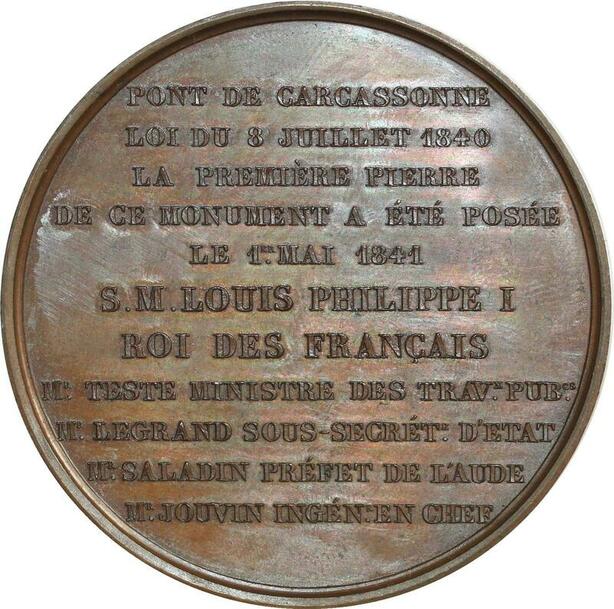 PONT DE CARCASSONNE
LOI DU 8 JUILLET 1840
LA PREMIÈRE PIERRE
DE CE MONUMENT A ÉTÉ POSÉE
LE 1ER MAI 1841
S.M. LOUIS PHILIPPE I
ROI DES FRANÇAIS
MR. TESTE MINISTRE DES TRAVX. PUBCS.
MR. LEGRAND SOUS-SECRÉTRE. D'ETAT
MR. SALADIN PRÉFET DE L'AUDE
MR. JOUVIN INGÉNR. EN CHEF